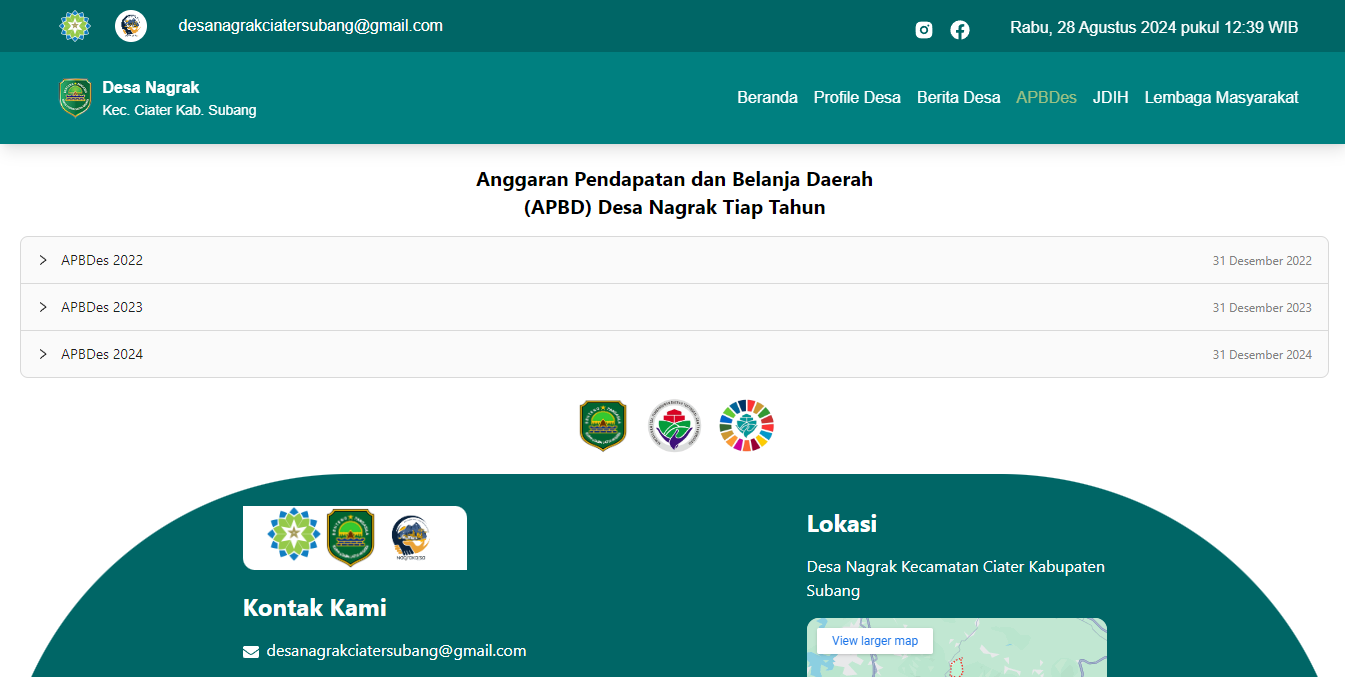 desanagrakciatersubang@gmail.com
Rabu, 28 Agustus 2024 pukul 12:39 WIB
Desa Nagrak
Kec. Ciater Kab. Subang
Beranda Profile Desa Berita Desa APBDes JDIH Lembaga Masyarakat
Anggaran Pendapatan dan Belanja Daerah
(APBD) Desa Nagrak Tiap Tahun
APBDes 2022 31 Desember 2022
APBDes 2023 31 Desember 2023
APBDes 2024 31 Desember 2024
Kontak Kami
desanagrakciatersubang@gmail.com
Lokasi
Desa Nagrak Kecamatan Ciater Kabupaten
Subang
View larger map